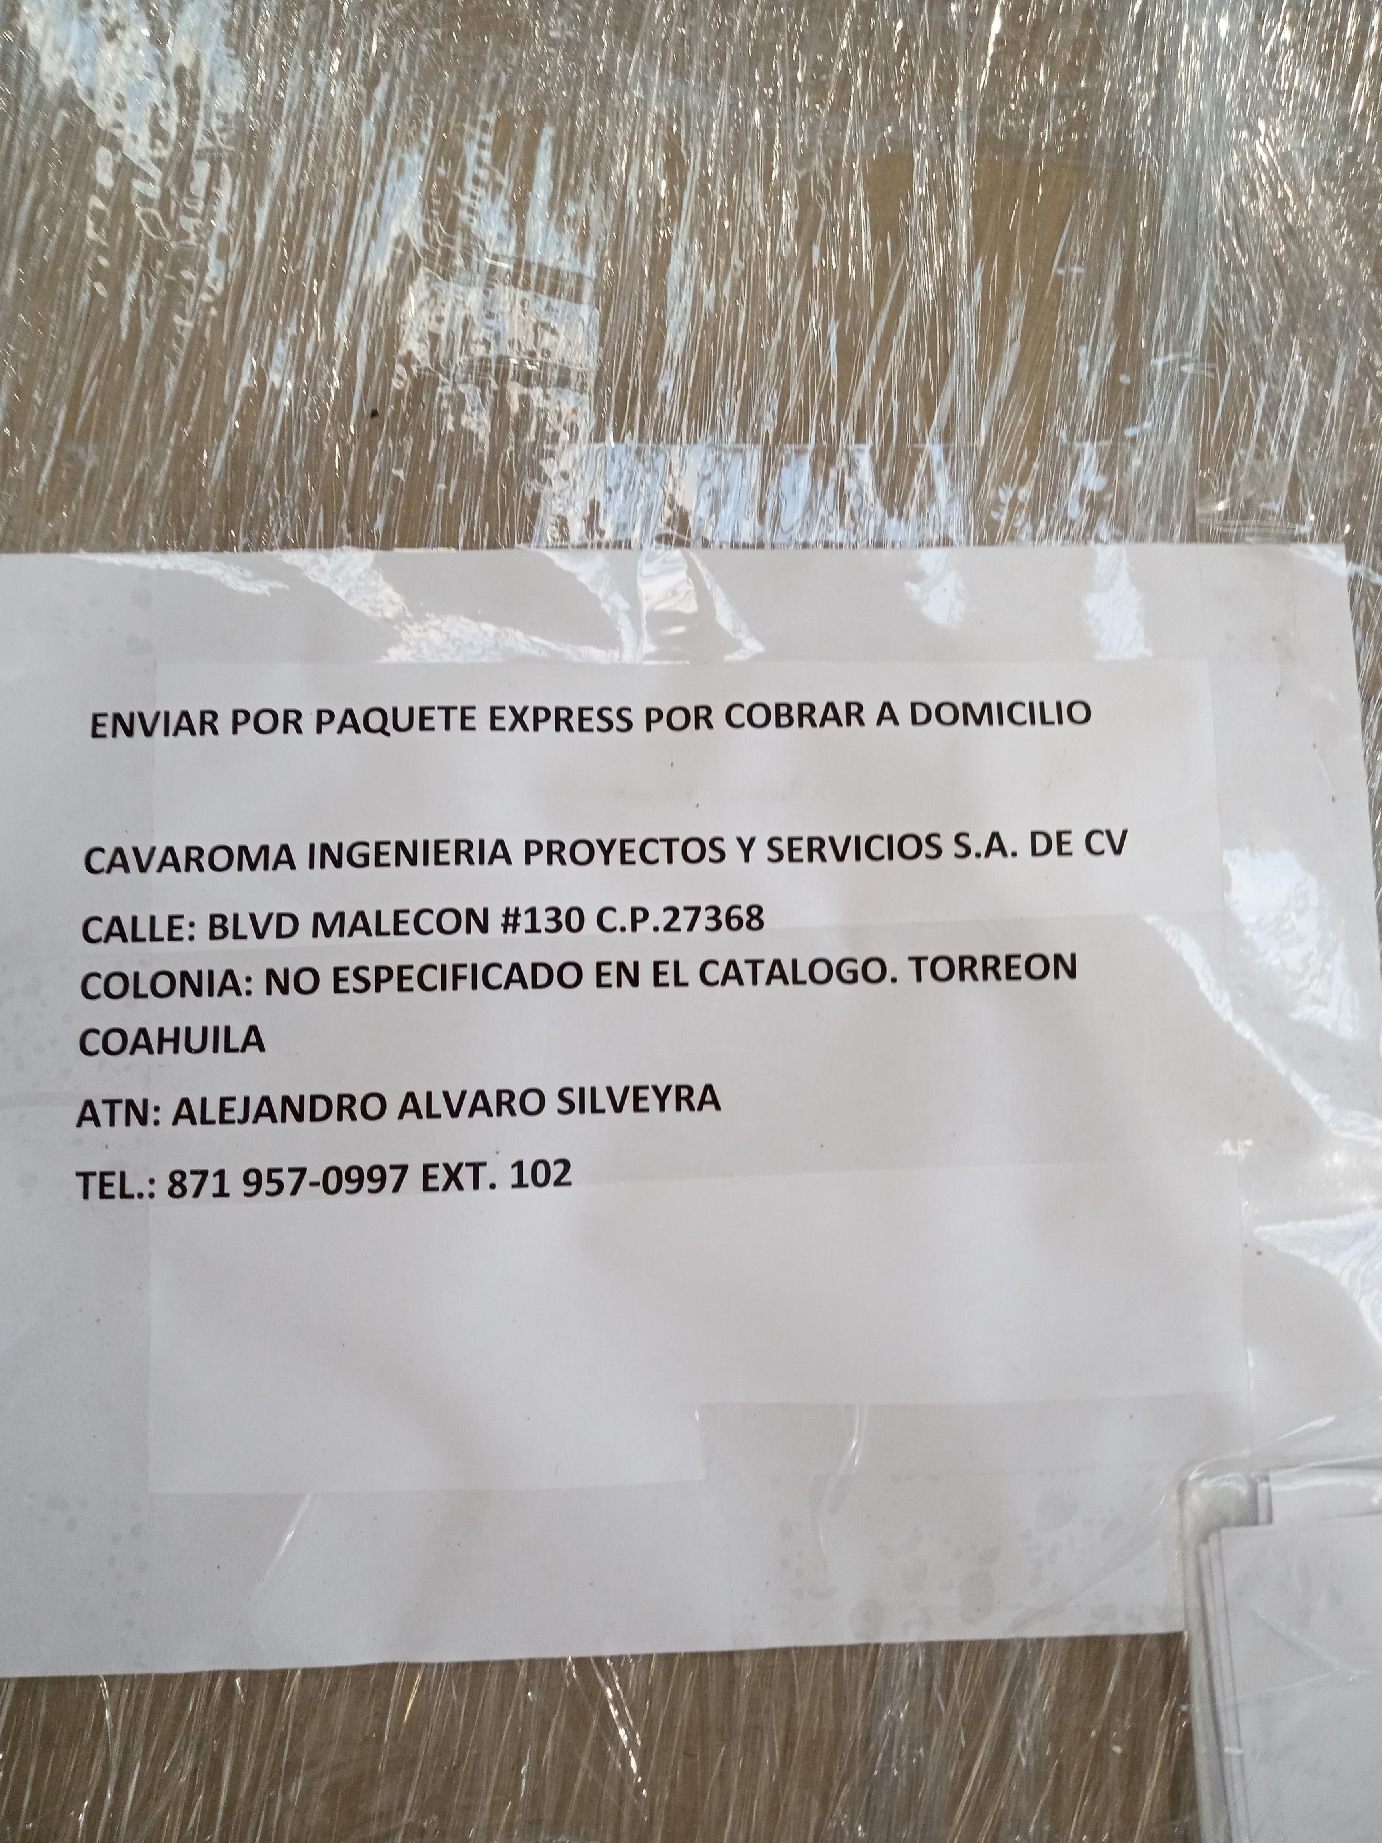 ENVIAR POR PAQUETE EXPRESS POR COBRAR A DOMICILIO
CAVAROMA INGENIERIA PROYECTOS Y SERVICIOS S.A. DE CV
CALLE: BLVD MALECON #130 C.P.27368
COLONIA: NO ESPECIFICADO EN EL CATALOGO. TORREON
COAHUILA
ATN: ALEJANDRO ALVARO SILVEYRA
TEL.: 871 957-0997 EXT. 102